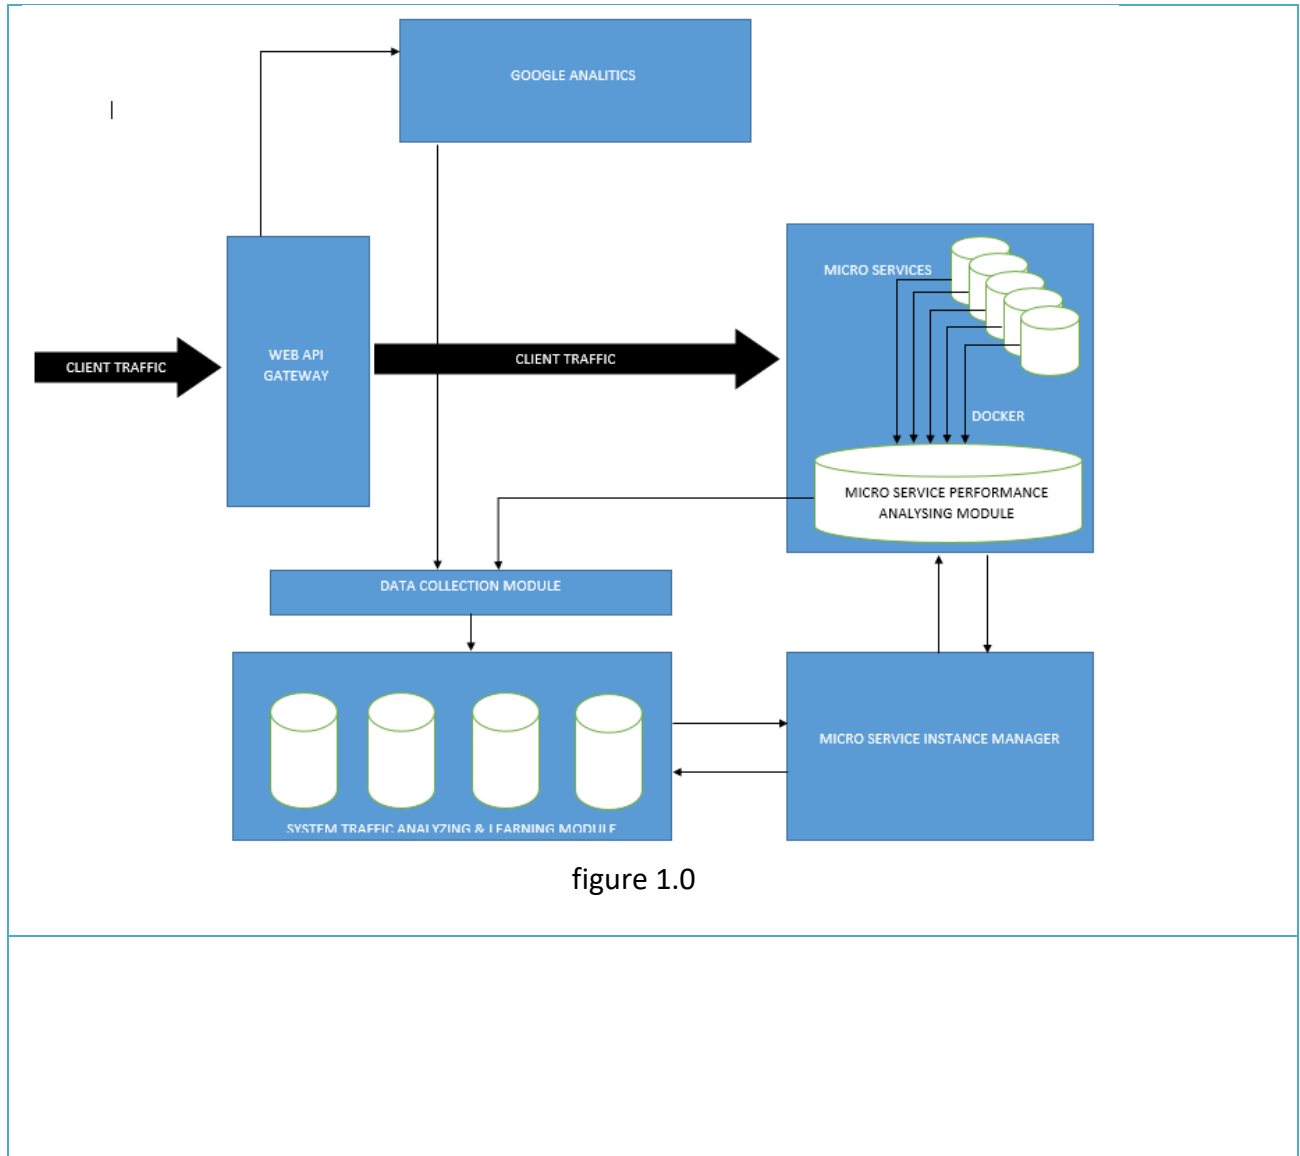 GOOGLE ANALITICS
MICRO SERVICES
CLIENT TRAFFIC
WEB API
GATEWAY
CLIENT TRAFFIC
DOCKER
MICRO SERVICE PERFORMANCE
ANALYSING MODULE
DATA COLLECTION MODULE
MICRO SERVICE INSTANCE MANAGER
SYSTEM TRAFFIC ANALYZING & LEARNING MODULE
figure 1.0